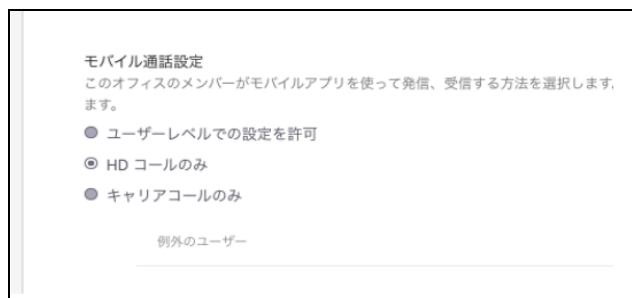 モバイル通話設定
このオフィスのメンバーがモバイルアプリを使って発信、受信する方法を選択します。
ます。
ユーザーレベルでの設定を許可
HD コールのみ
キャリアコールのみ
例外のユーザー